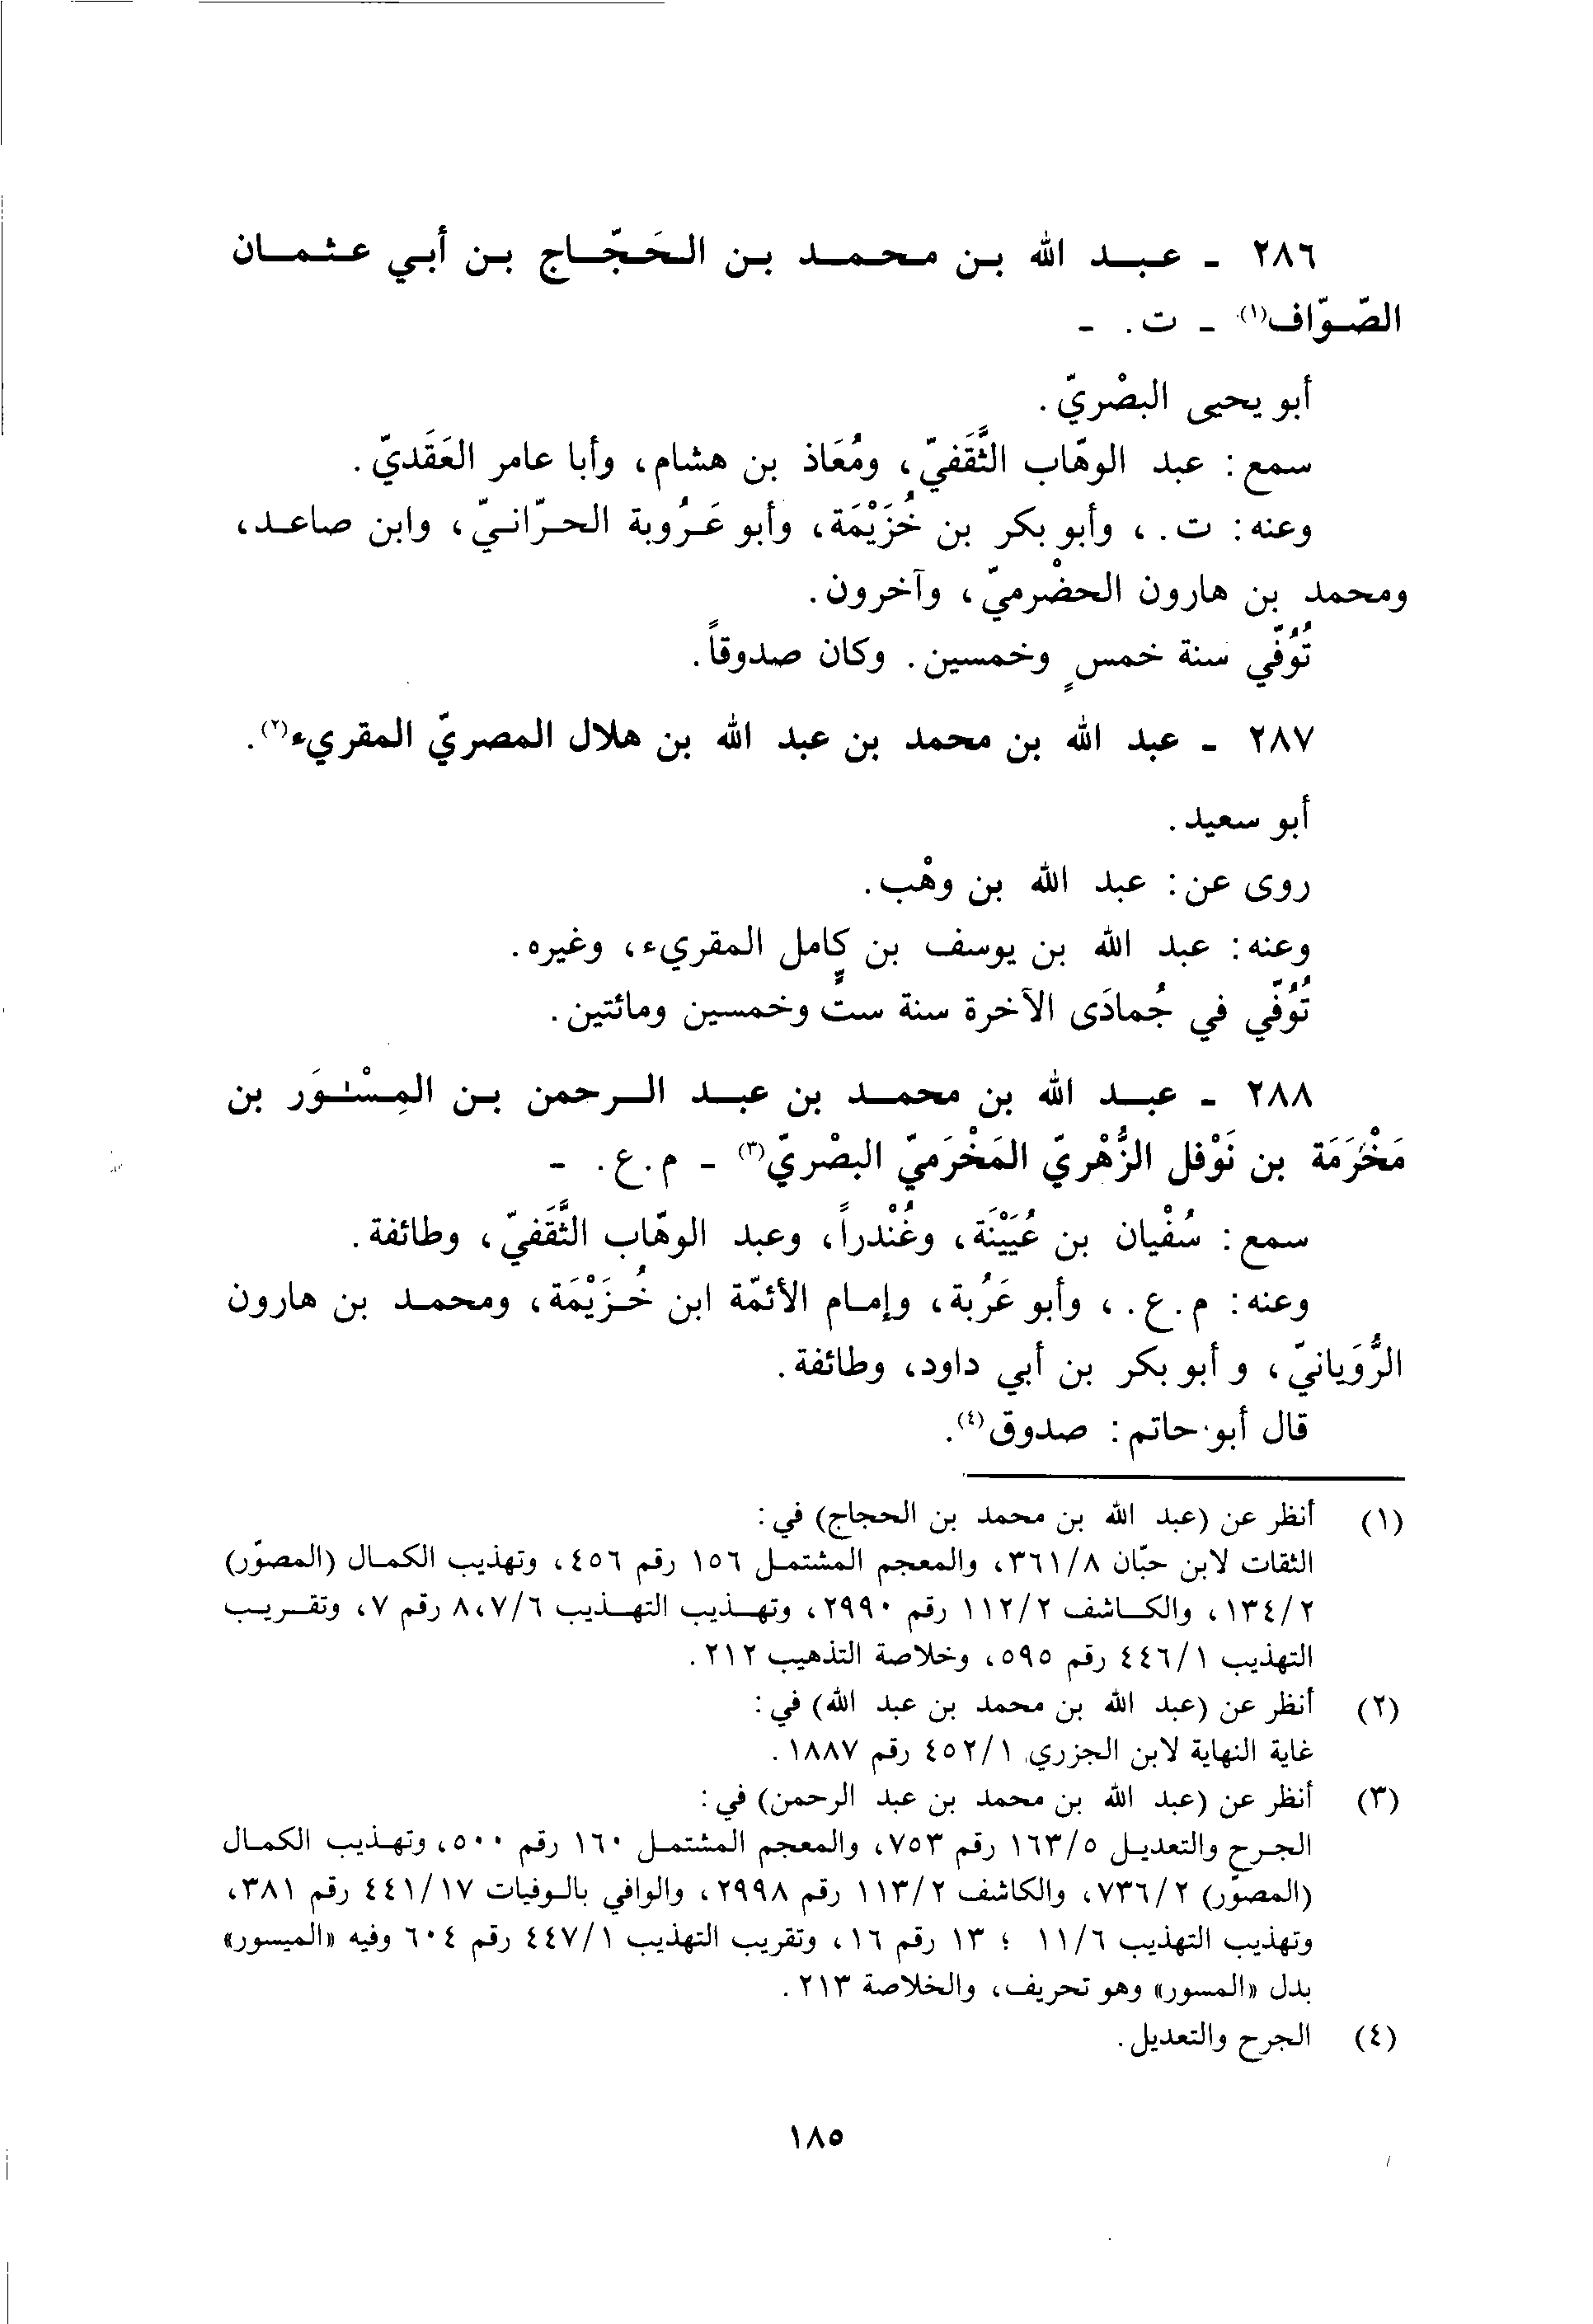 ٢٨٦ - عبد الله بن محمد بن الحَجّاج بن أبي عثمان
الصّوّاف(١) - ت. -
أبو يحيى البصْريّ.
سمع: عبد الوهّاب الثَّقَفيّ، ومُعَاذ بن هشام، وأبا عامر العَقَديّ.
وعنه: ت.، وأبو بكر بن خُزَيْمَة، وأبو عَرُوبة الحرّانيّ، وابن صاعد،
ومحمد بن هارون الحضْرميّ، وآخرون.
تُوُفّي سنة خمسٍ وخمسين. وكان صدوقاً.
٢٨٧ - عبد الله بن محمد بن عبد الله بن هلال المصريّ المقريء(٢).
أبو سعيد.
روى عن: عبد الله بن وهْب.
وعنه: عبد الله بن يوسف بن كامل المقريء، وغيره.
تُوُفّي في جُمادَى الآخرة سنة ستٍّ وخمسين ومائتين.
٢٨٨ - عبد الله بن محمد بن عبد الرحمن بن المِسْوَر بن
مَخْرَمَة بن نَوْفل الزُّهْريّ المَخْرَميّ البصْريّ(٣) - م.ع. -
سمع: سُفْيان بن عُيَيْنَة، وغُنْدراً، وعبد الوهّاب الثَّقَفيّ، وطائفة.
وعنه: م.ع.، وأبو عَرُبة، وإمام الأئمّة ابن خُزَيْمَة، ومحمد بن هارون
الرُّوَيانيّ، و أبو بكر بن أبي داود، وطائفة.
قال أبو حاتم: صدوق(٤).
(١) أنظر عن (عبد الله بن محمد بن الحجاج) في:
الثقات لابن حبّان ٣٦١/٨، والمعجم المشتمل ١٥٦ رقم ٤٥٦، وتهذيب الكمال (المصوّر)
١٣٤/٢، والكاشف ١١٢/٢ رقم ٢٩٩٠، وتهذيب التهذيب ٨،٧/٦ رقم ٧، وتقريب
التهذيب ٤٤٦/١ رقم ٥٩٥، وخلاصة التذهيب ٢١٢.
(٢) أنظر عن (عبد الله بن محمد بن عبد الله) في:
غاية النهاية لابن الجزري ٤٥٢/١ رقم ١٨٨٧.
(٣) أنظر عن (عبد الله بن محمد بن عبد الرحمن) في:
الجرح والتعديل ١٦٣/٥ رقم ٧٥٣، والمعجم المشتمل ١٦٠ رقم ٥٠٠، وتهذيب الكمال
(المصوّر) ٧٣٦/٢، والكاشف ١١٣/٢ رقم ٢٩٩٨، والوافي بالوفيات ٤٤١/١٧ رقم ٣٨١،
وتهذيب التهذيب ١١/٦ ؛ ١٣ رقم ١٦، وتقريب التهذيب ٤٤٧/١ رقم ٦٠٤ وفيه «الميسور»
بدل «المسور» وهو تحريف، والخلاصة ٢١٣.
(٤) الجرح والتعديل.
١٨٥